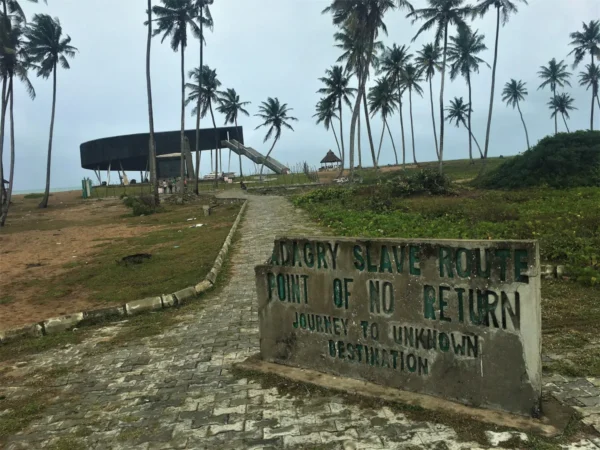 BADAGRY SLAVE ROUTE
POINT OF NO RETURN
JOURNEY TO UNKNOWN
DESTINATION